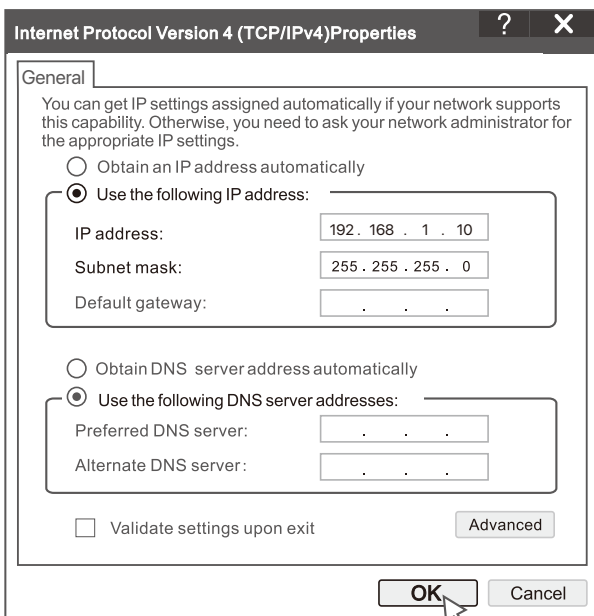 Internet Protocol Version 4 (TCP/IPv4)Properties ? X
General
You can get IP settings assigned automatically if your network supports
this capability. Otherwise, you need to ask your network administrator for
the appropriate IP settings.
Obtain an IP address automatically
Use the following IP address:
IP address: 192. 168 . 1 . 10
Subnet mask: 255 . 255 . 255 . 0
Default gateway: . . .
Obtain DNS server address automatically
Use the following DNS server addresses:
Preferred DNS server: . . .
Alternate DNS server: . . .
Validate settings upon exit Advanced
OK Cancel